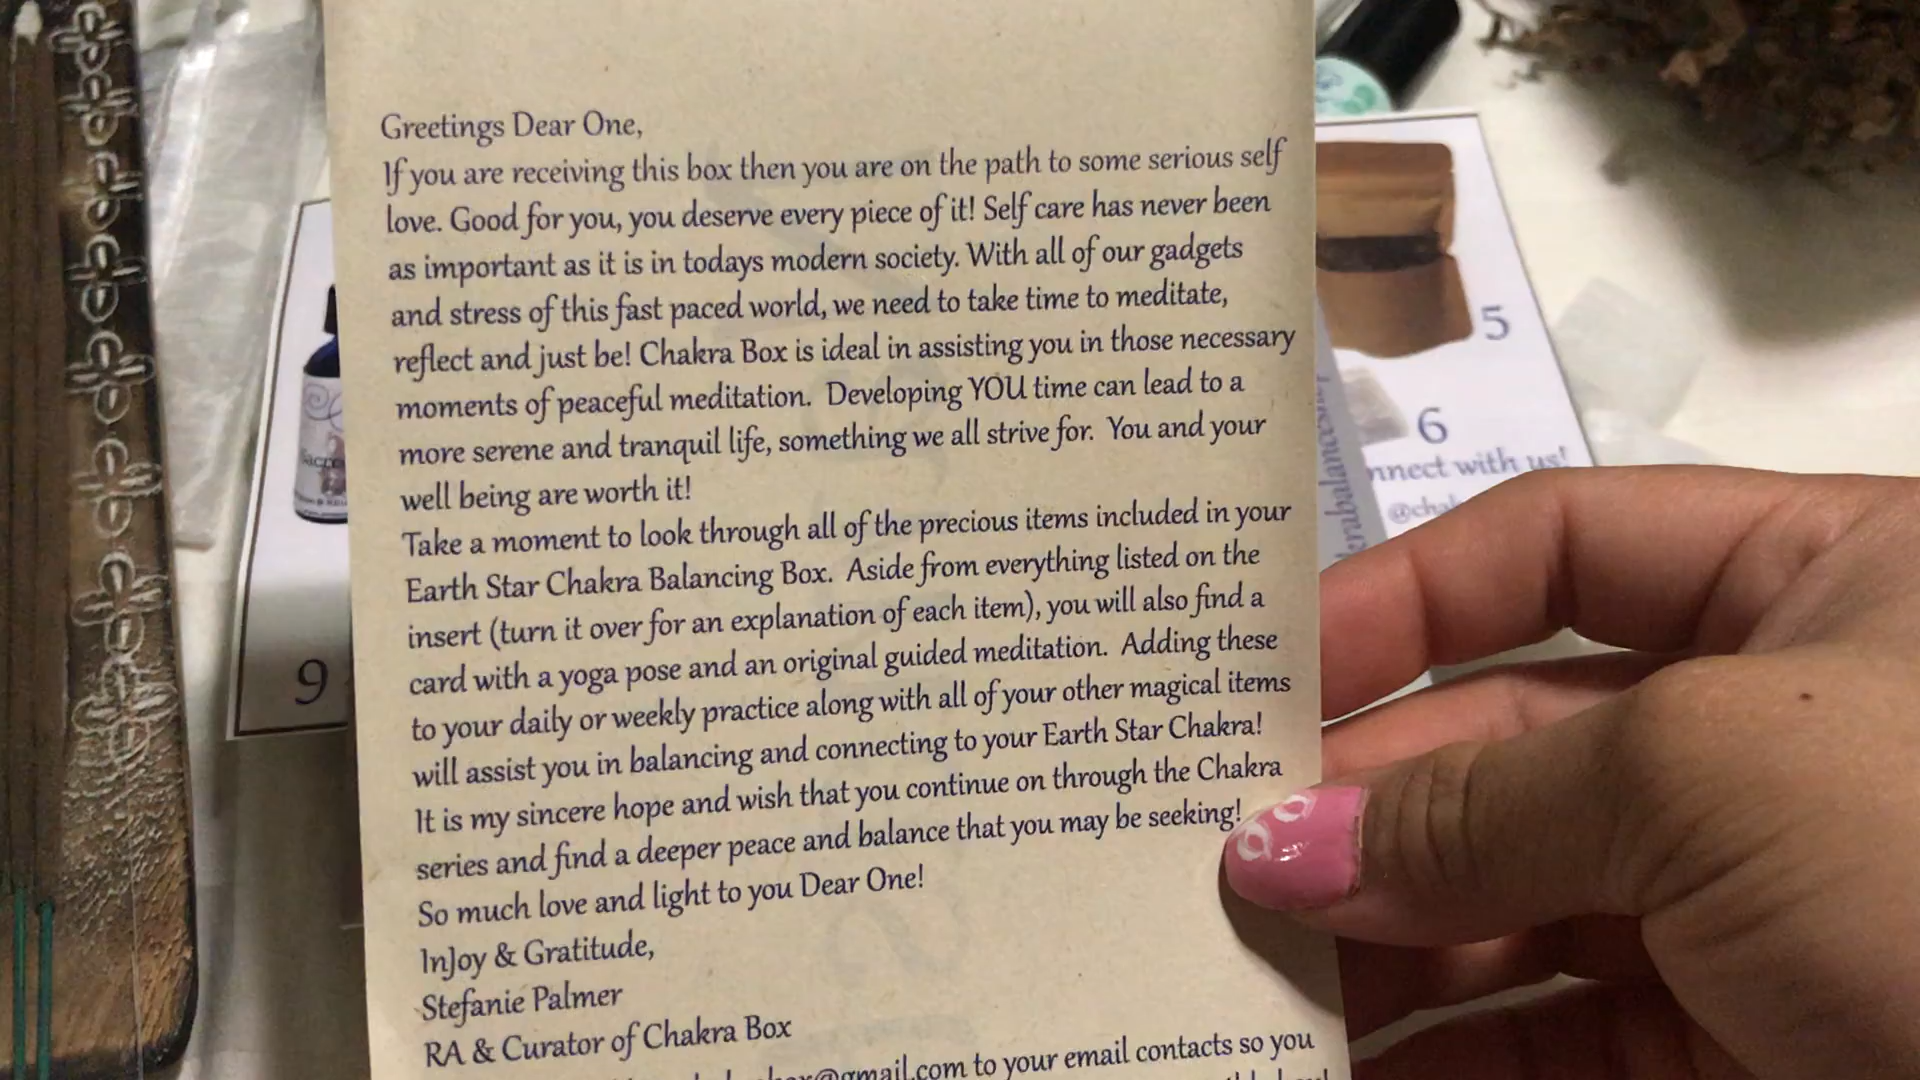 Greetings Dear One,
If you are receiving this box then you are on the path to some serious self
love. Good for you, you deserve every piece of it! Self care has never been
as important as it is in todays modern society. With all of our gadgets
and stress of this fast paced world, we need to take time to meditate,
reflect and just be! Chakra Box is ideal in assisting you in those necessary
moments of peaceful meditation. Developing YOU time can lead to a
more serene and tranquil life, something we all strive for. You and your
well being are worth it!
Take a moment to look through all of the precious items included in your
Earth Star Chakra Balancing Box. Aside from everything listed on the
insert (turn it over for an explanation of each item), you will also find a
card with a yoga pose and an original guided meditation. Adding these
to your daily or weekly practice along with all of your other magical items
will assist you in balancing and connecting to your Earth Star Chakra!
It is my sincere hope and wish that you continue on through the Chakra
series and find a deeper peace and balance that you may be seeking!
So much love and light to you Dear One!
InJoy & Gratitude,
Stefanie Palmer
RA & Curator of Chakra Box
@gmail.com to your email contacts so you
5
6
with us!
9